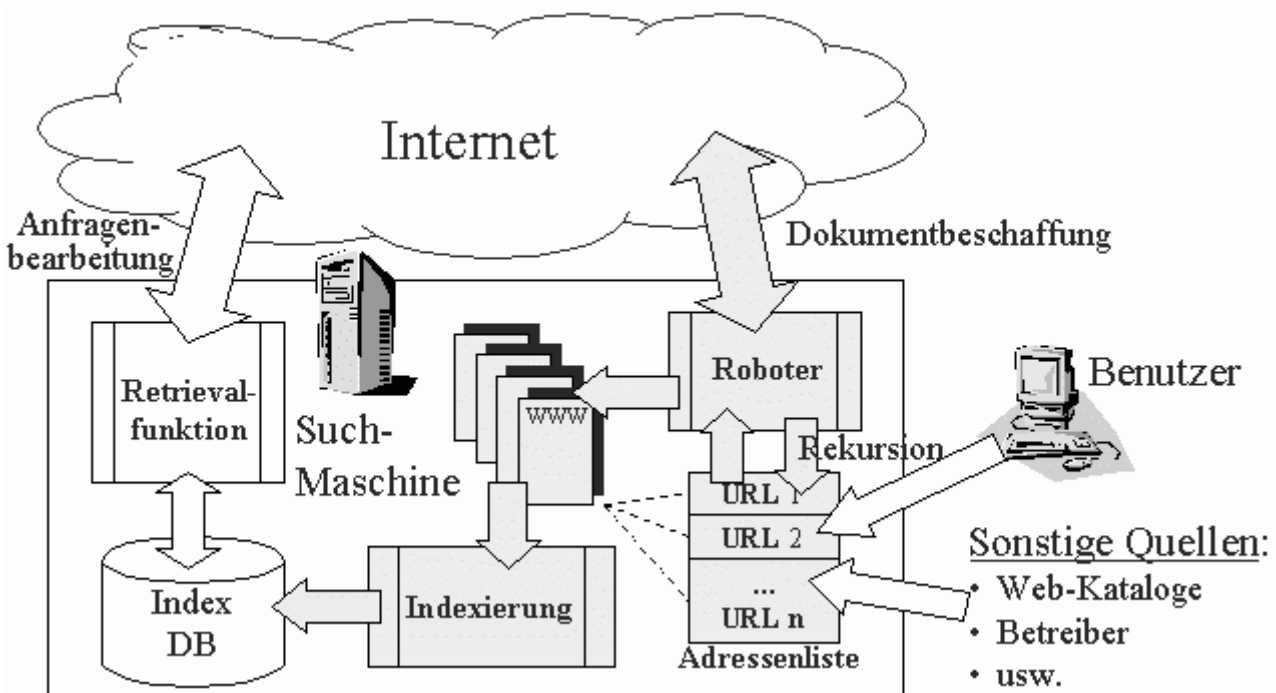 Internet
Anfragen-
bearbeitung
Dokumentbeschaffung
Retrieval-
funktion
Such-
Maschine
WWW
Roboter
Benutzer
Rekursion
URL 1
URL 2
...
URL n
Adressenliste
Sonstige Quellen:
• Web-Kataloge
• Betreiber
• usw.
Index
DB
Indexierung